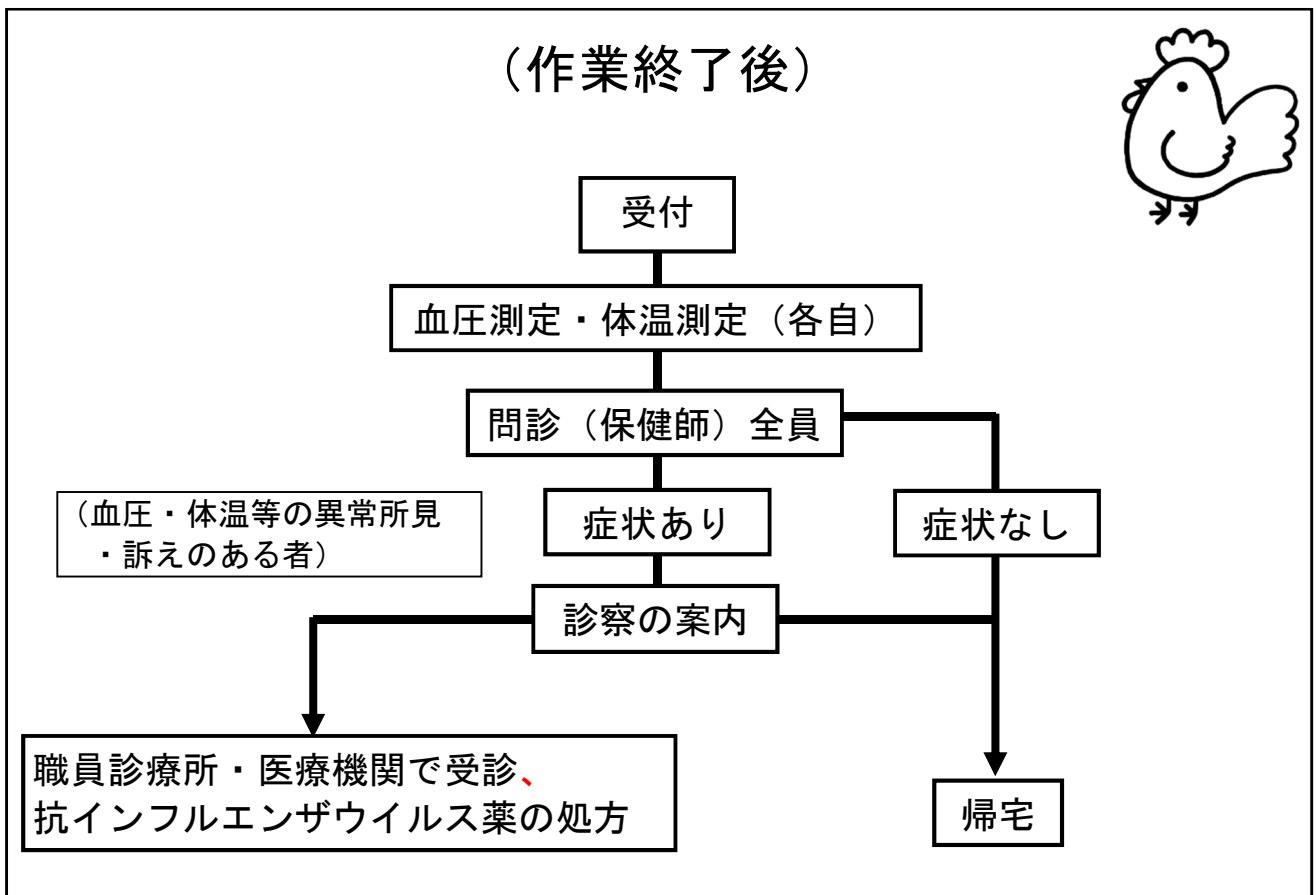 （作業終了後）
受付
血圧測定・体温測定（各自）
問診（保健師）全員
（血圧・体温等の異常所見
・訴えのある者）
症状あり
症状なし
診察の案内
職員診療所・医療機関で受診、
抗インフルエンザウイルス薬の処方
帰宅